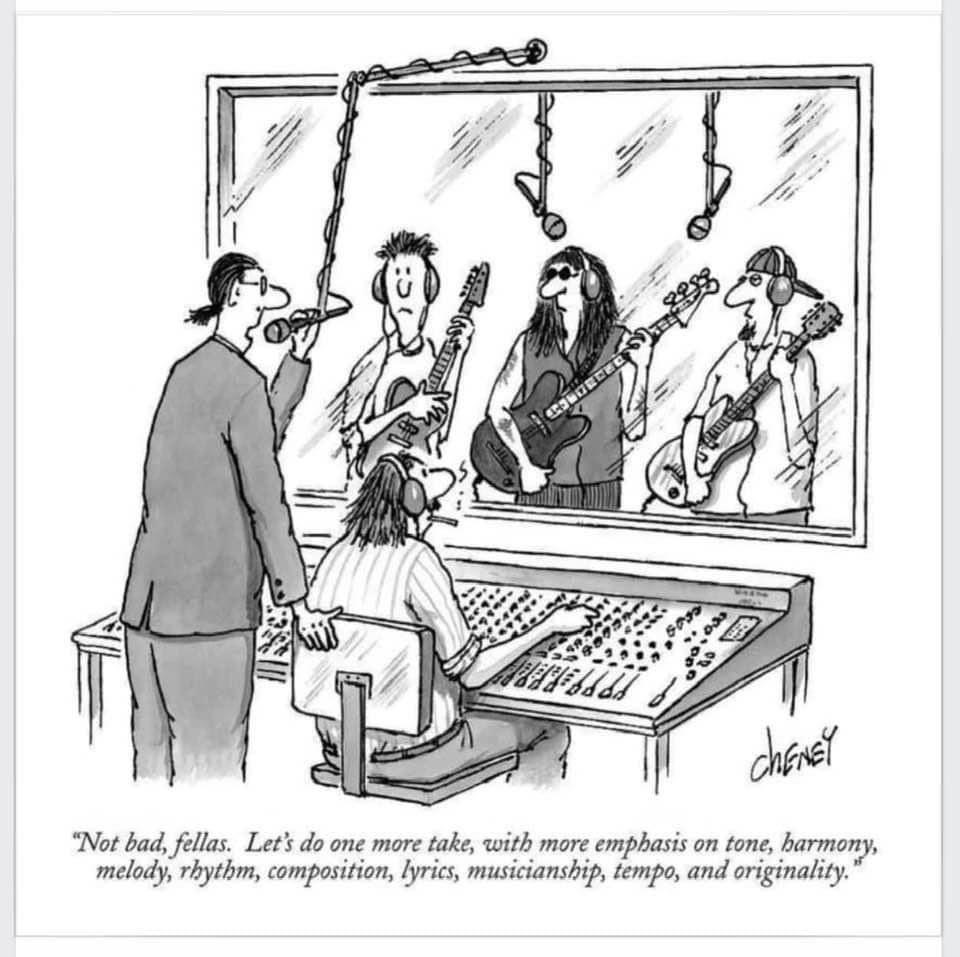 CHENEY
“Not bad, fellas. Let’s do one more take, with more emphasis on tone, harmony,
melody, rhythm, composition, lyrics, musicianship, tempo, and originality.”